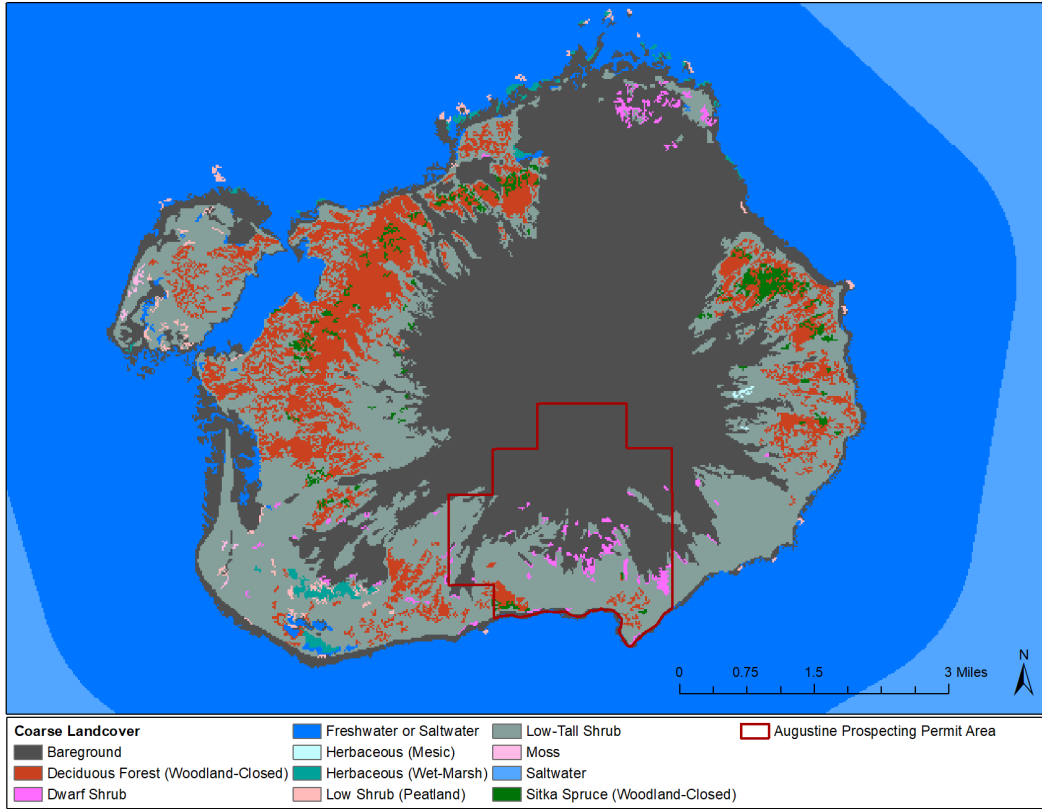 N
0 0.75 1.5 3 Miles
Coarse Landcover
Bareground
Deciduous Forest (Woodland-Closed)
Dwarf Shrub
Freshwater or Saltwater
Herbaceous (Mesic)
Herbaceous (Wet-Marsh)
Low Shrub (Peatland)
Low-Tall Shrub
Moss
Saltwater
Sitka Spruce (Woodland-Closed)
Augustine Prospecting Permit Area